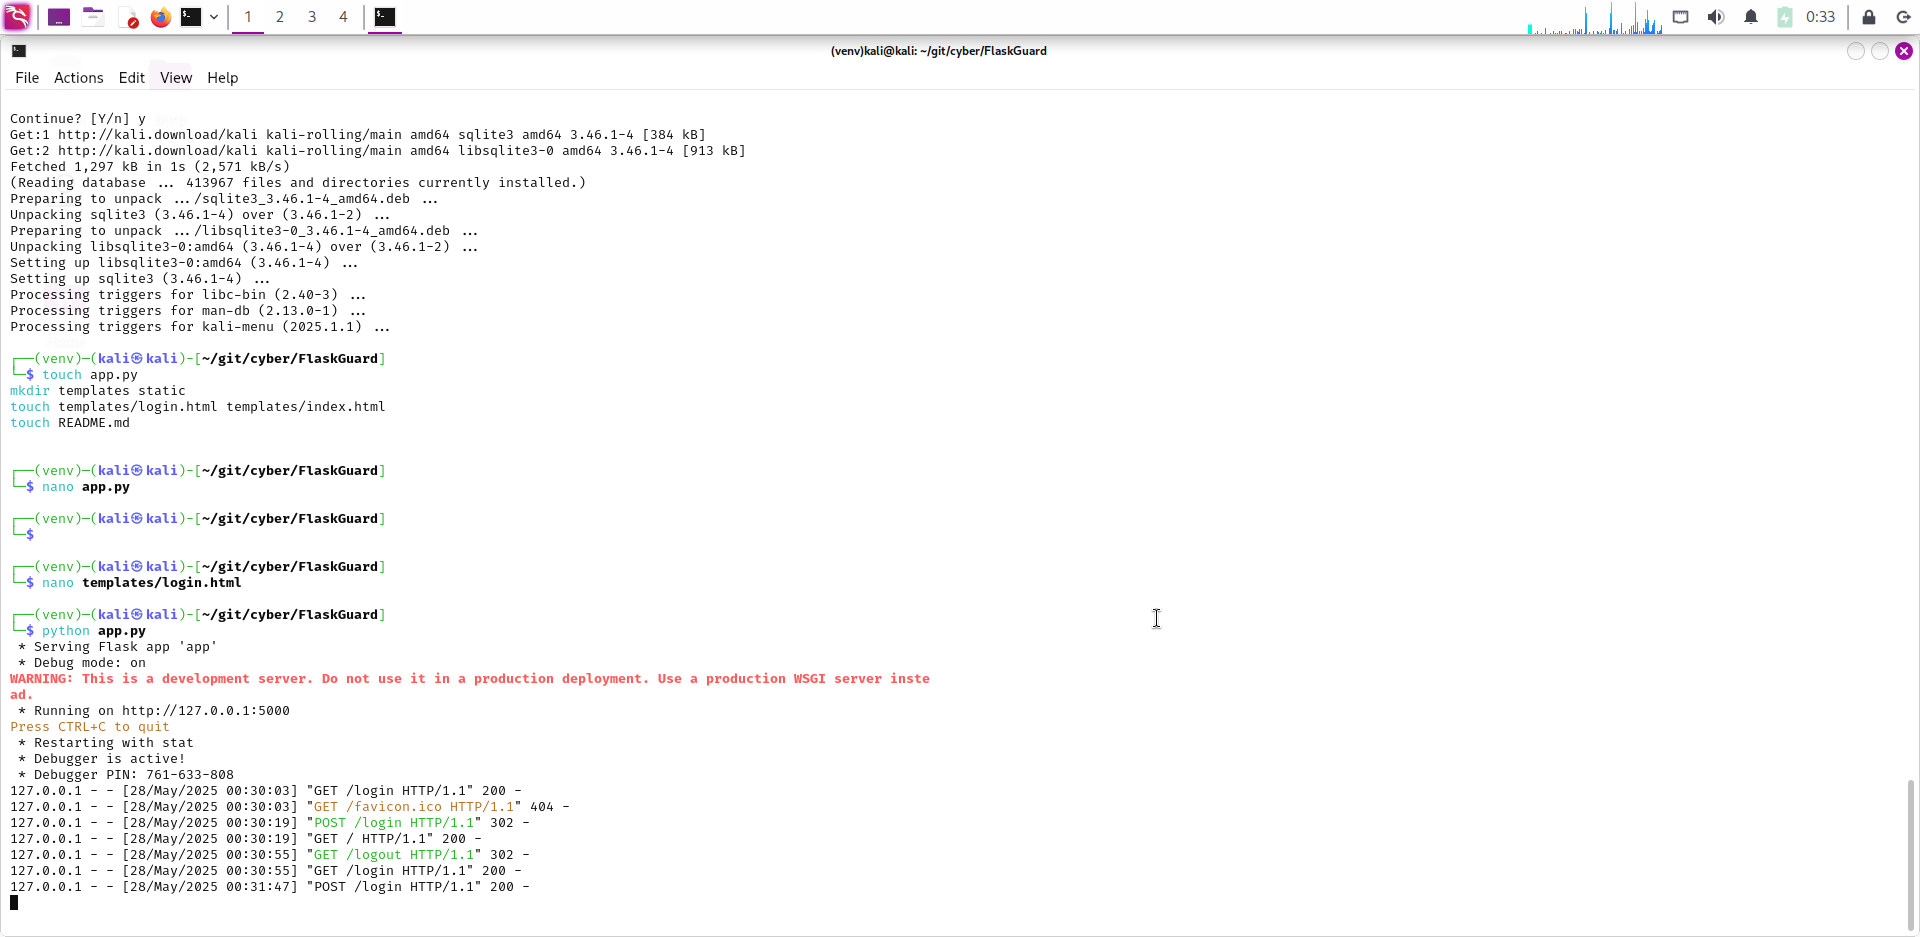 1 2 3 4 0:33
(venv)kali@kali: ~/git/cyber/FlaskGuard
File Actions Edit View Help
Continue? [Y/n] y
Get:1 http://kali.download/kali kali-rolling/main amd64 sqlite3 amd64 3.46.1-4 [384 kB]
Get:2 http://kali.download/kali kali-rolling/main amd64 libsqlite3-0 amd64 3.46.1-4 [913 kB]
Fetched 1,297 kB in 1s (2,571 kB/s)
(Reading database ... 413967 files and directories currently installed.)
Preparing to unpack .../sqlite3_3.46.1-4_amd64.deb ...
Unpacking sqlite3 (3.46.1-4) over (3.46.1-2) ...
Preparing to unpack .../libsqlite3-0_3.46.1-4_amd64.deb ...
Unpacking libsqlite3-0:amd64 (3.46.1-4) over (3.46.1-2) ...
Setting up libsqlite3-0:amd64 (3.46.1-4) ...
Setting up sqlite3 (3.46.1-4) ...
Processing triggers for libc-bin (2.40-3) ...
Processing triggers for man-db (2.13.0-1) ...
Processing triggers for kali-menu (2025.1.1) ...
┌──(venv)─(kali㉿kali)-[~/git/cyber/FlaskGuard]
└─$ touch app.py
mkdir templates static
touch templates/login.html templates/index.html
touch README.md
┌──(venv)─(kali㉿kali)-[~/git/cyber/FlaskGuard]
└─$ nano app.py
┌──(venv)─(kali㉿kali)-[~/git/cyber/FlaskGuard]
└─$
┌──(venv)─(kali㉿kali)-[~/git/cyber/FlaskGuard]
└─$ nano templates/login.html
┌──(venv)─(kali㉿kali)-[~/git/cyber/FlaskGuard]
└─$ python app.py
 * Serving Flask app 'app'
 * Debug mode: on
WARNING: This is a development server. Do not use it in a production deployment. Use a production WSGI server inste
ad.
 * Running on http://127.0.0.1:5000
Press CTRL+C to quit
 * Restarting with stat
 * Debugger is active!
 * Debugger PIN: 761-633-808
127.0.0.1 - - [28/May/2025 00:30:03] "GET /login HTTP/1.1" 200 -
127.0.0.1 - - [28/May/2025 00:30:03] "GET /favicon.ico HTTP/1.1" 404 -
127.0.0.1 - - [28/May/2025 00:30:19] "POST /login HTTP/1.1" 302 -
127.0.0.1 - - [28/May/2025 00:30:19] "GET / HTTP/1.1" 200 -
127.0.0.1 - - [28/May/2025 00:30:55] "GET /logout HTTP/1.1" 302 -
127.0.0.1 - - [28/May/2025 00:30:55] "GET /login HTTP/1.1" 200 -
127.0.0.1 - - [28/May/2025 00:31:47] "POST /login HTTP/1.1" 200 -